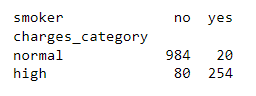 smoker no yes
charges_category
normal 984 20
high 80 254